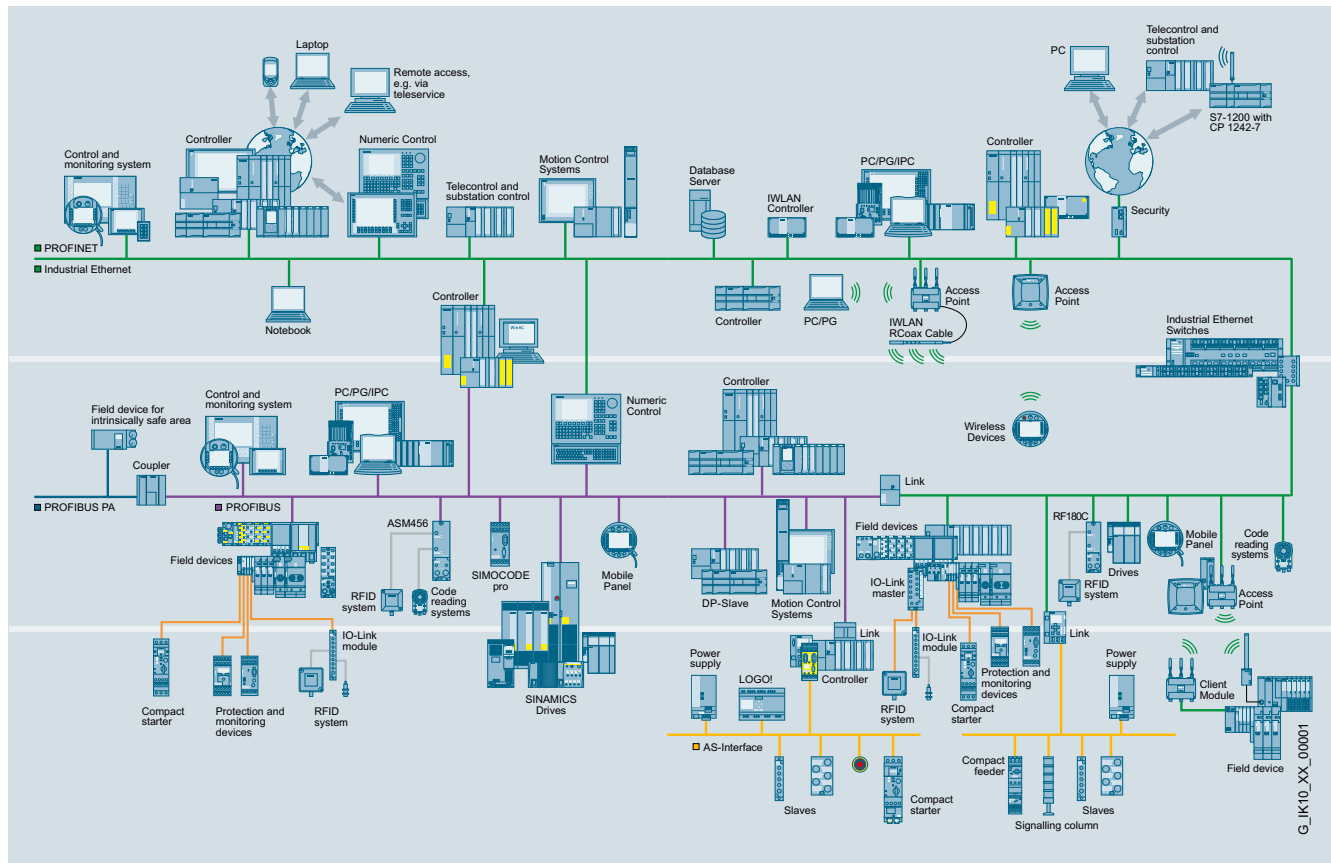 Laptop
Remote access,
e.g. via
teleservice
PC
Telecontrol and
substation
control
S7-1200 with
CP 1242-7
Control and
monitoring system
Controller
Numeric Control
Telecontrol and
substation control
Motion Control
Systems
Database
Server
IWLAN
Controller
PC/PG/IPC
Controller
Security
PROFINET
Industrial Ethernet
Notebook
Controller
WinAC
Controller
PC/PG
Access
Point
IWLAN
RCoax Cable
Access
Point
Industrial Ethernet
Switches
Field device for
intrinsically safe area
Control and
monitoring system
PC/PG/IPC
Numeric
Control
Controller
Wireless
Devices
Coupler
Link
PROFIBUS PA
PROFIBUS
Field devices
ASM456
RFID
system
Code
reading
systems
SIMOCODE
pro
Mobile
Panel
DP-Slave
Motion Control
Systems
Field devices
IO-Link
master
RF180C
RFID
system
Drives
Mobile
Panel
Code
reading
systems
Access
Point
IO-Link
module
Compact
starter
Protection and
monitoring
devices
RFID
system
SINAMICS
Drives
Power
supply
LOGO!
Link
Controller
IO-Link
module
RFID
system
Compact
starter
Protection and
monitoring
devices
Link
Power
supply
Client
Module
Field device
AS-Interface
Slaves
Compact
starter
Compact
feeder
Signalling column
Slaves
G_IK10_XX_00001